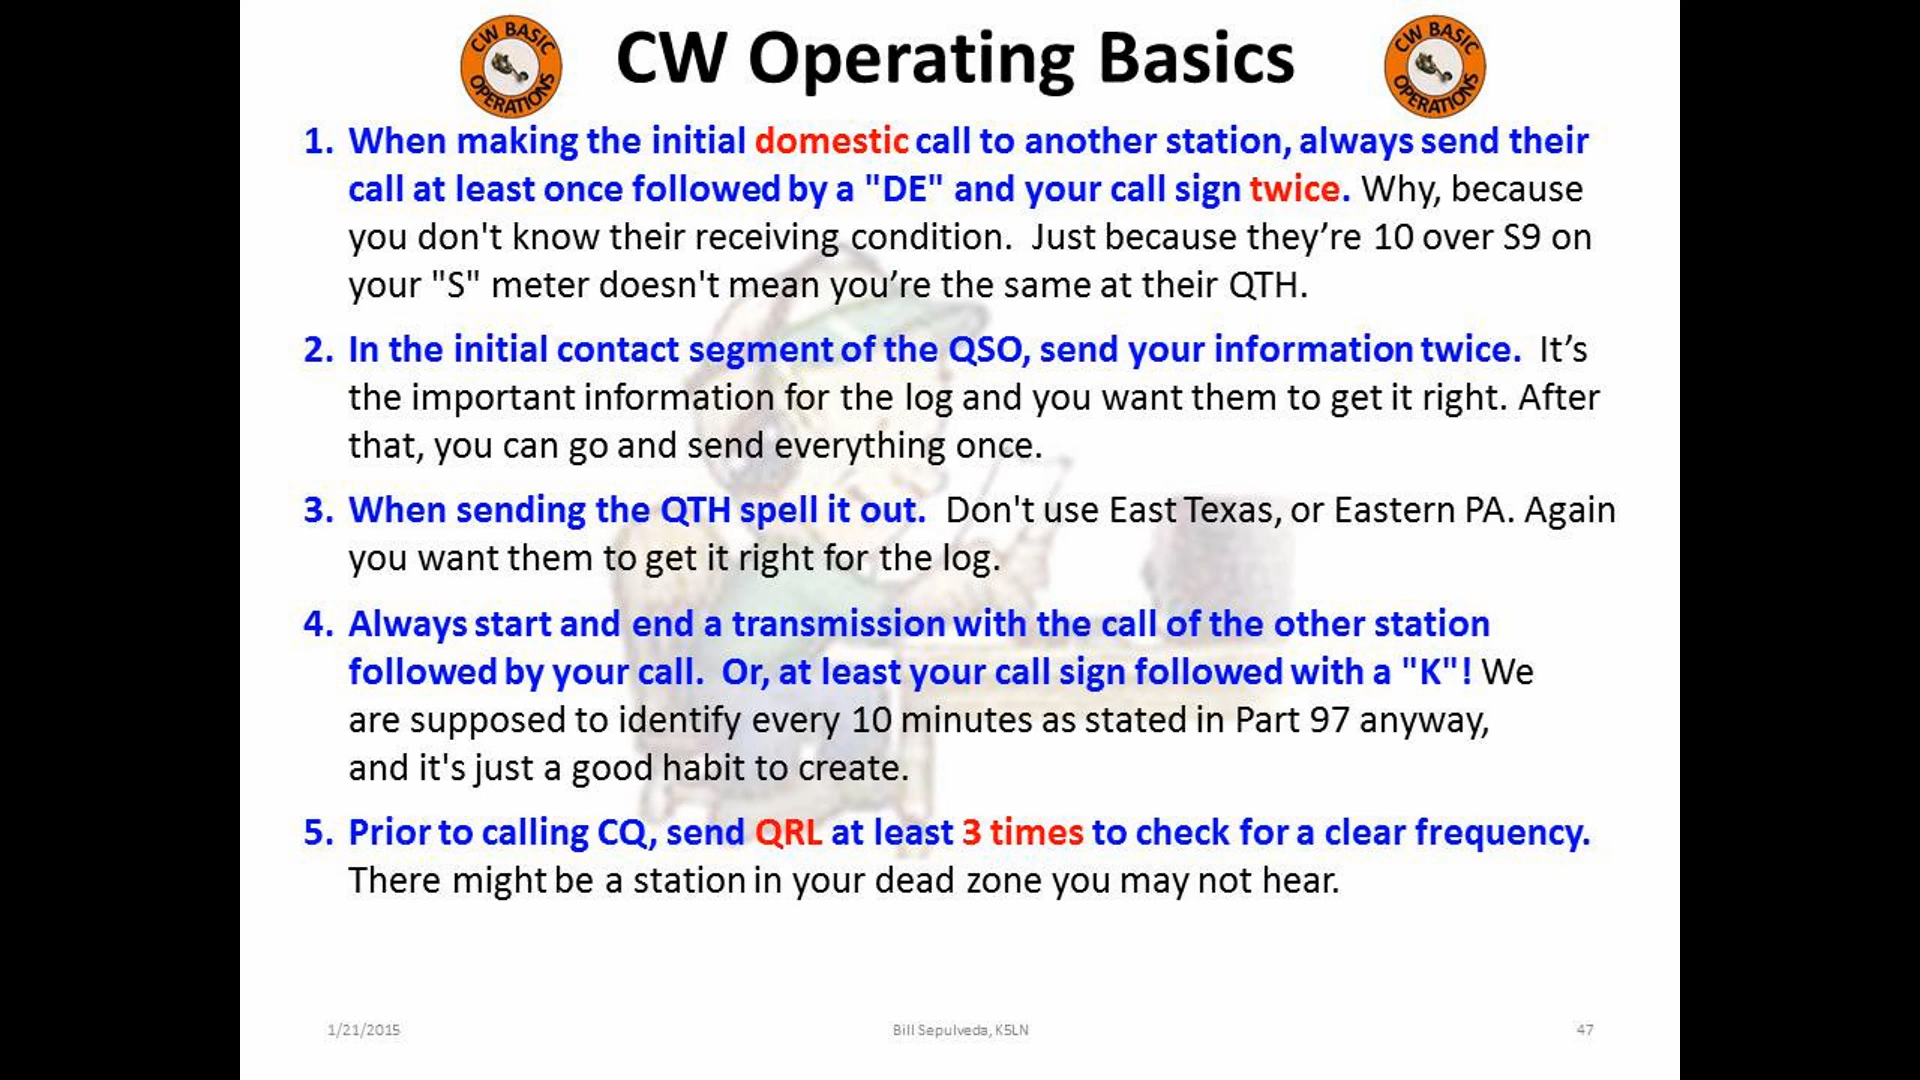 CW BASIC OPERATIONS
CW Operating Basics
CW BASIC OPERATIONS
1. When making the initial domestic call to another station, always send their
call at least once followed by a "DE" and your call sign twice. Why, because
you don't know their receiving condition.  Just because they’re 10 over S9 on
your "S" meter doesn't mean you’re the same at their QTH.
2. In the initial contact segment of the QSO, send your information twice.  It’s
the important information for the log and you want them to get it right. After
that, you can go and send everything once.
3. When sending the QTH spell it out.  Don't use East Texas, or Eastern PA. Again
you want them to get it right for the log.
4. Always start and end a transmission with the call of the other station
followed by your call.  Or, at least your call sign followed with a "K"! We
are supposed to identify every 10 minutes as stated in Part 97 anyway,
and it's just a good habit to create.
5. Prior to calling CQ, send QRL at least 3 times to check for a clear frequency.
There might be a station in your dead zone you may not hear.
1/21/2015
Bill Sepulveda, K5LN
47